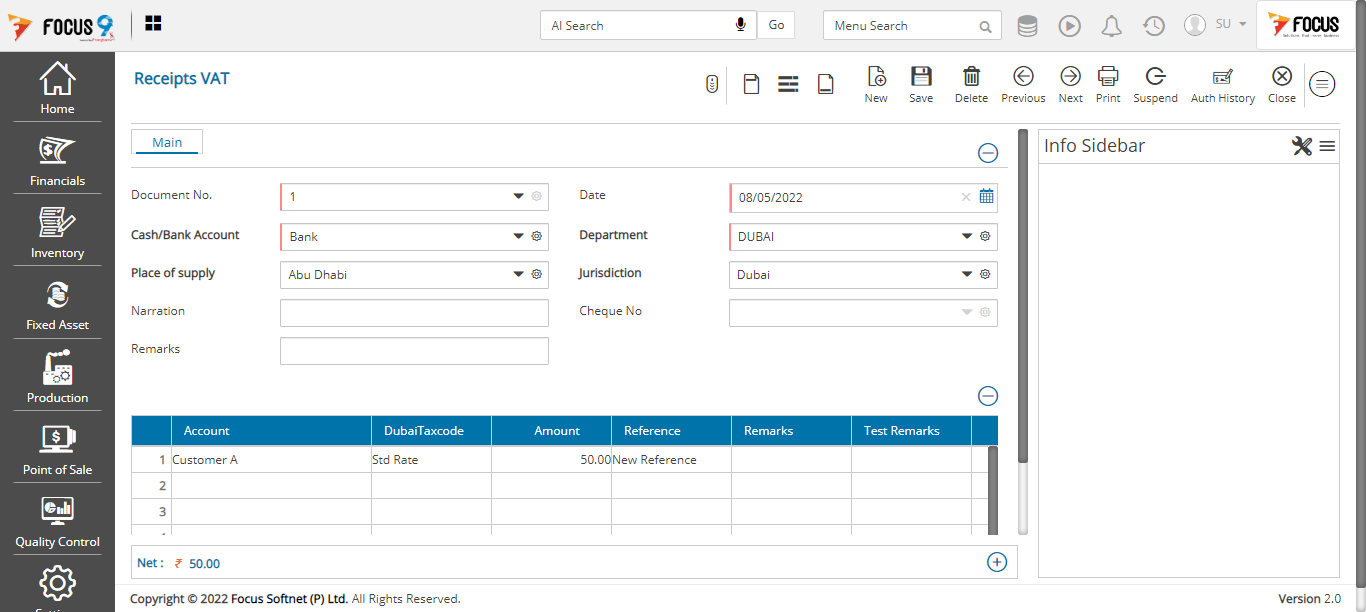 FOCUS 9
AI Search
Go
Menu Search
SU
FOCUS
Home
Financials
Inventory
Fixed Asset
Production
Point of Sale
Quality Control
Receipts VAT
New
Save
Delete
Previous
Next
Print
Suspend
Auth History
Close
Main
Document No.
1
Date
08/05/2022
Cash/Bank Account
Bank
Department
DUBAI
Place of supply
Abu Dhabi
Jurisdiction
Dubai
Narration
Cheque No
Remarks
Account DubaiTaxcode Amount Reference Remarks Test Remarks
1 Customer A Std Rate 50.00 New Reference
2
3
Net : ₹ 50.00
Info Sidebar
Copyright © 2022 Focus Softnet (P) Ltd. All Rights Reserved.
Version 2.0